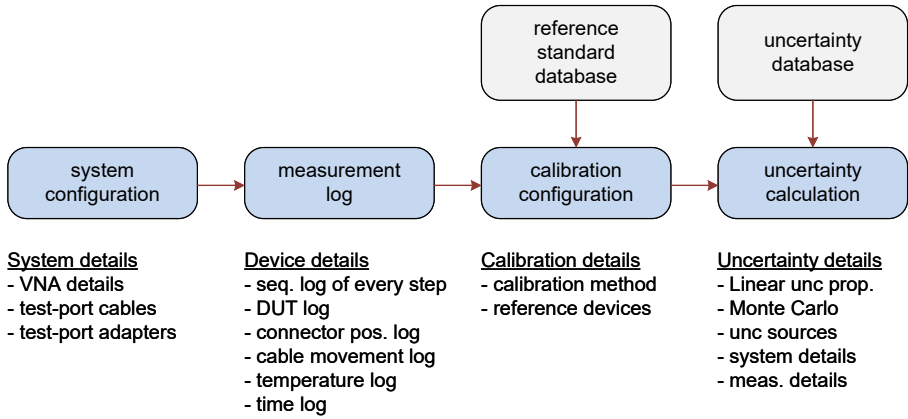 reference
standard
database
uncertainty
database
system
configuration
measurement
log
calibration
configuration
uncertainty
calculation
System details
- VNA details
- test-port cables
- test-port adapters
Device details
- seq. log of every step
- DUT log
- connector pos. log
- cable movement log
- temperature log
- time log
Calibration details
- calibration method
- reference devices
Uncertainty details
- Linear unc prop.
- Monte Carlo
- unc sources
- system details
- meas. details